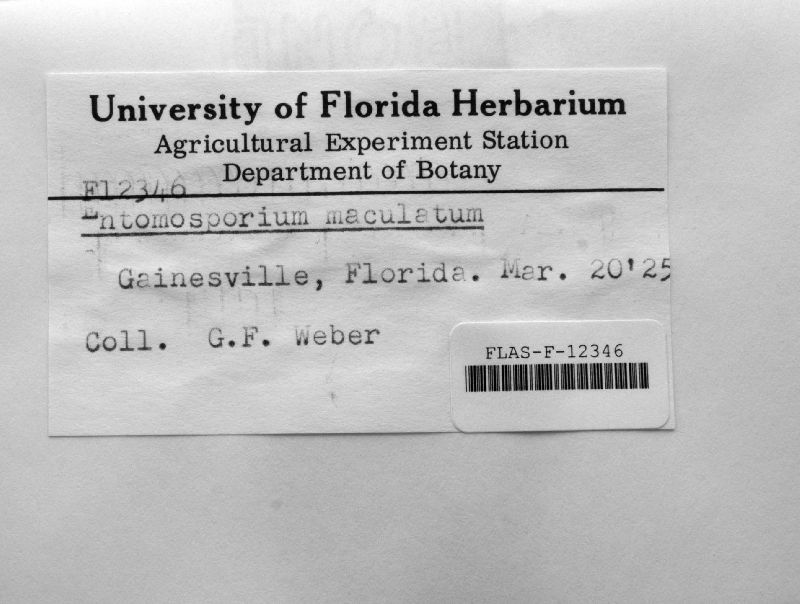 University of Florida Herbarium
Agricultural Experiment Station
Department of Botany
F12346
Entomosporium maculatum
Gainesville, Florida. Mar. 20'25
Coll. G.F. Weber
FLAS-F-12346